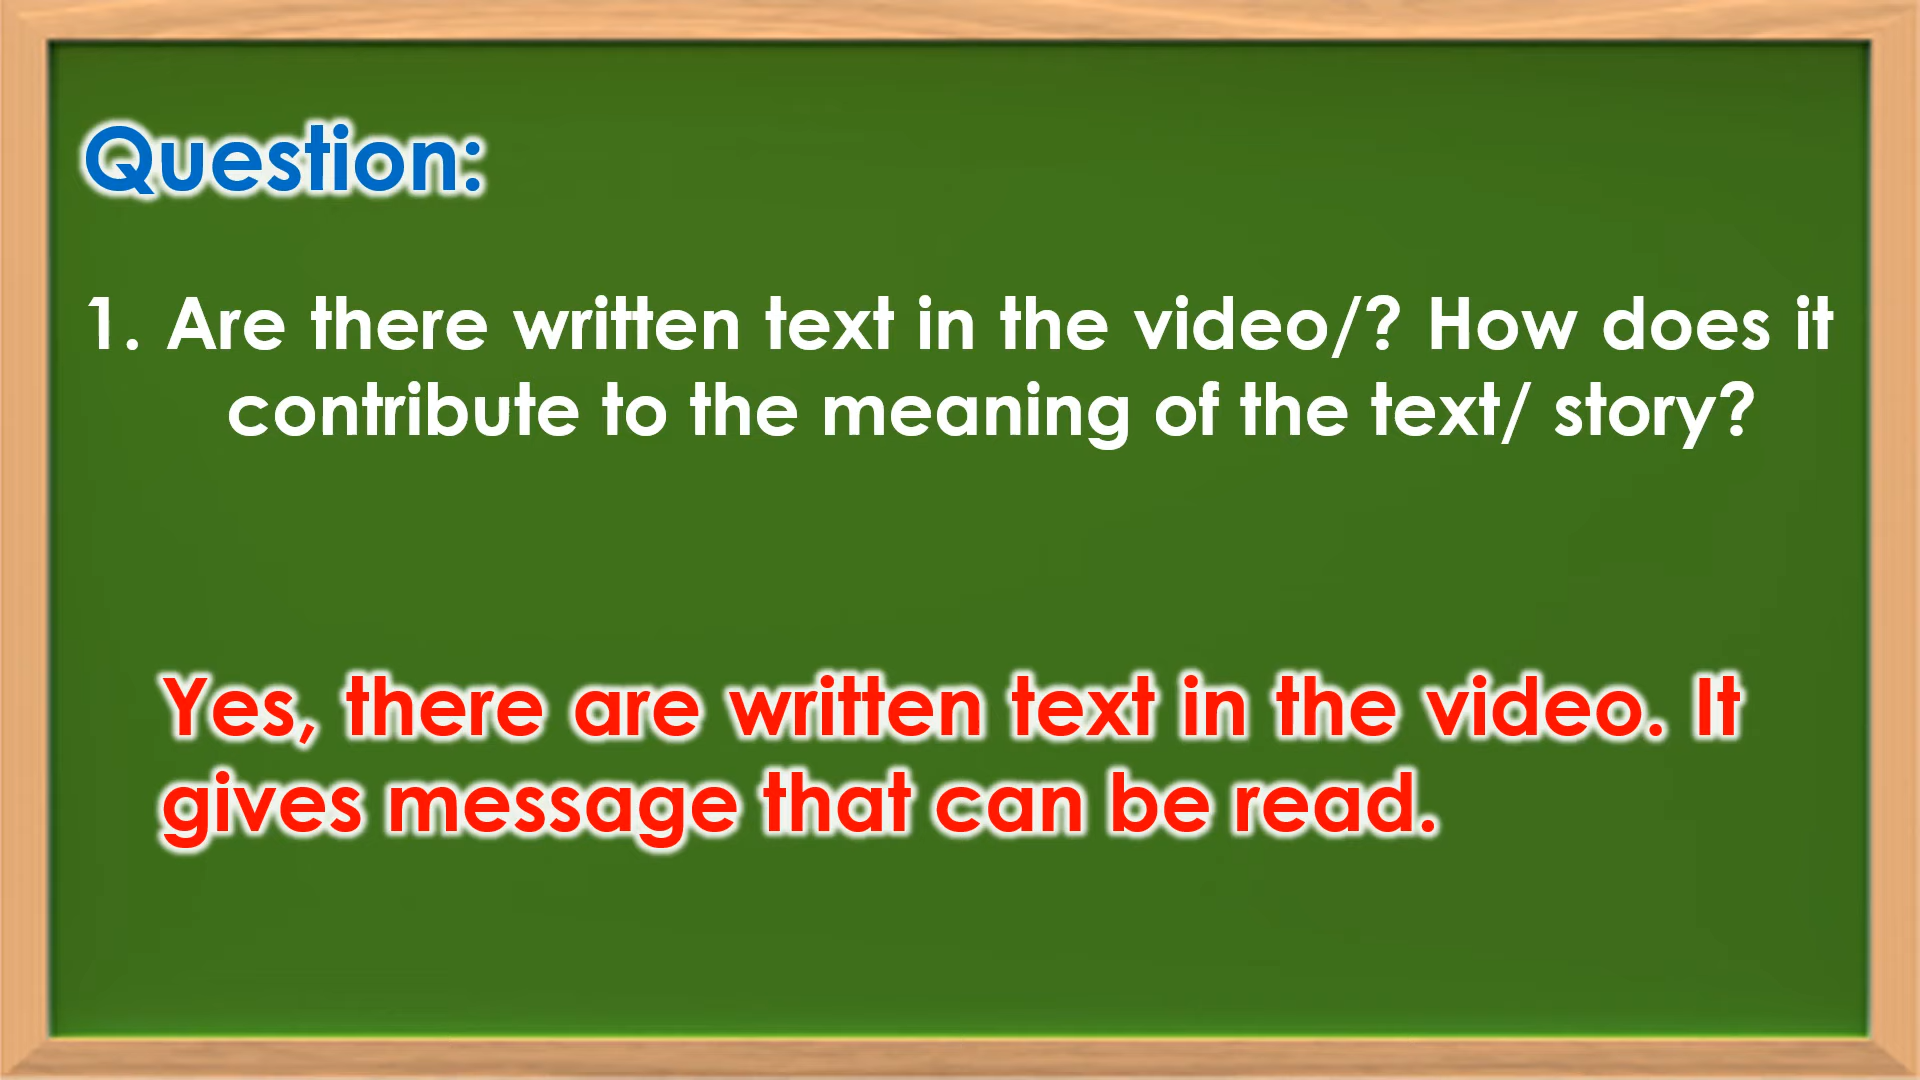 Question:
1. Are there written text in the video/? How does it
contribute to the meaning of the text/ story?
Yes, there are written text in the video. It
gives message that can be read.